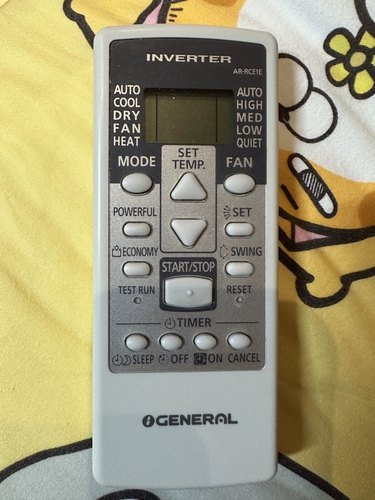 INVERTER
AR-RCE1E
AUTO AUTO
COOL HIGH
DRY MED
FAN LOW
HEAT QUIET
MODE SET TEMP. FAN
POWERFUL SET
ECONOMY SWING
START/STOP
TEST RUN RESET
TIMER
SLEEP OFF ON CANCEL
GENERAL